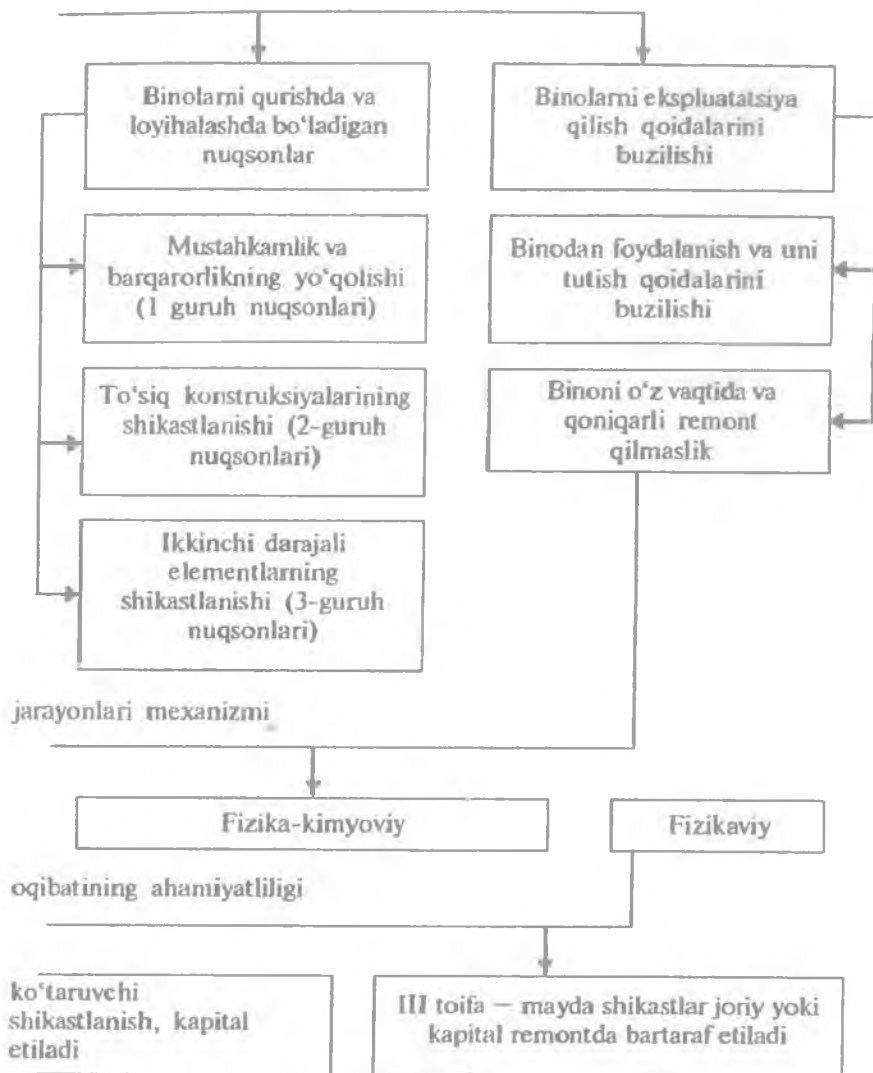 Binolarni qurishda va
loyihalashda bo‘ladigan
nuqsonlar
Binolarni ekspluatatsiya
qilish qoidalarini
buzilishi
Mustahkamlik va
barqarorlikning yo‘qolishi
(1 guruh nuqsonlari)
Binodan foydalanish va uni
tutish qoidalarini
buzilishi
To‘siq konstruksiyalarining
shikastlanishi (2-guruh
nuqsonlari)
Binoni o‘z vaqtida va
qoniqarli remont
qilmaslik
Ikkinchi darajali
elementlarning
shikastlanishi (3-guruh
nuqsonlari)
jarayonlari mexanizmi
Fizika-kimyoviy
Fizikaviy
oqibatining ahamiyatliligi
ko‘taruvchi
shikastlanish, kapital
etiladi
III toifa — mayda shikastlar joriy yoki
kapital remontda bartaraf etiladi